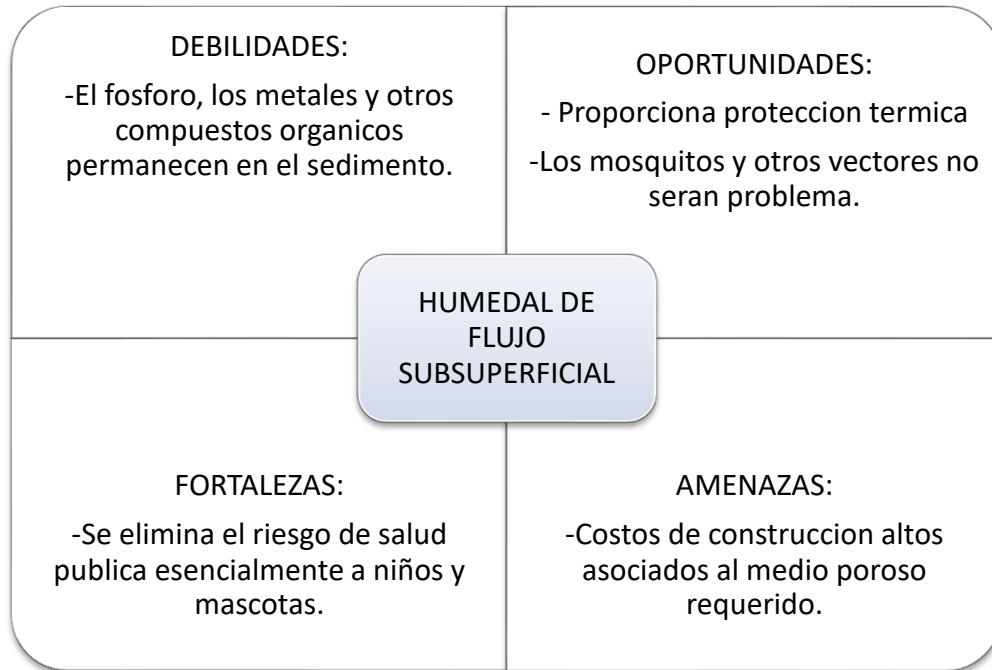 DEBILIDADES:
-El fosforo, los metales y otros
compuestos organicos
permanecen en el sedimento.
OPORTUNIDADES:
- Proporciona proteccion termica
-Los mosquitos y otros vectores no
seran problema.
HUMEDAL DE
FLUJO
SUBSUPERFICIAL
FORTALEZAS:
-Se elimina el riesgo de salud
publica esencialmente a niños y
mascotas.
AMENAZAS:
-Costos de construccion altos
asociados al medio poroso
requerido.